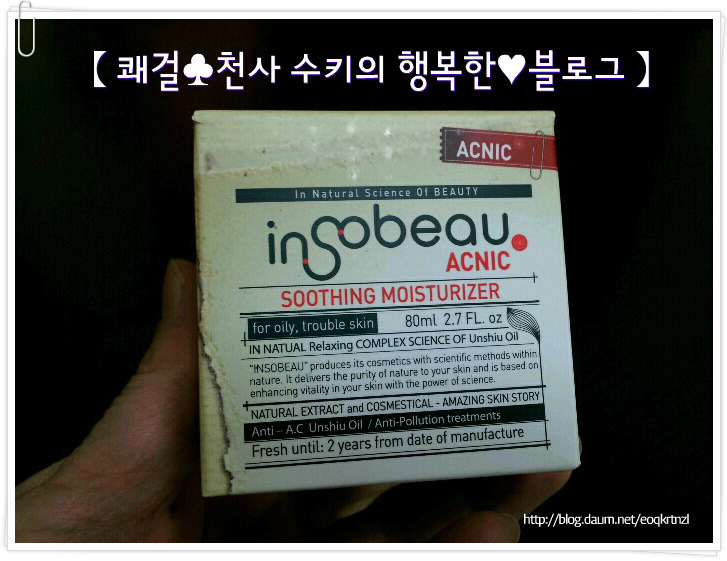 【 쾌걸♣천사 수키의 행복한♥블로그 】
ACNIC
In Natural Science Of BEAUTY
insobeau.
ACNIC
SOOTHING MOISTURIZER
for oily, trouble skin 80ml 2.7 FL. oz
IN NATUAL Relaxing COMPLEX SCIENCE OF Unshiu Oil
"INSOBEAU" produces its cosmetics with scientific methods within
nature. It delivers the purity of nature to your skin and is based on
enhancing vitality in your skin with the power of science.
NATURAL EXTRACT and COSMESTICAL - AMAZING SKIN STORY
Anti – A.C Unshiu Oil / Anti-Pollution treatments
Fresh until: 2 years from date of manufacture
http://blog.daum.net/eoqkrtnzl